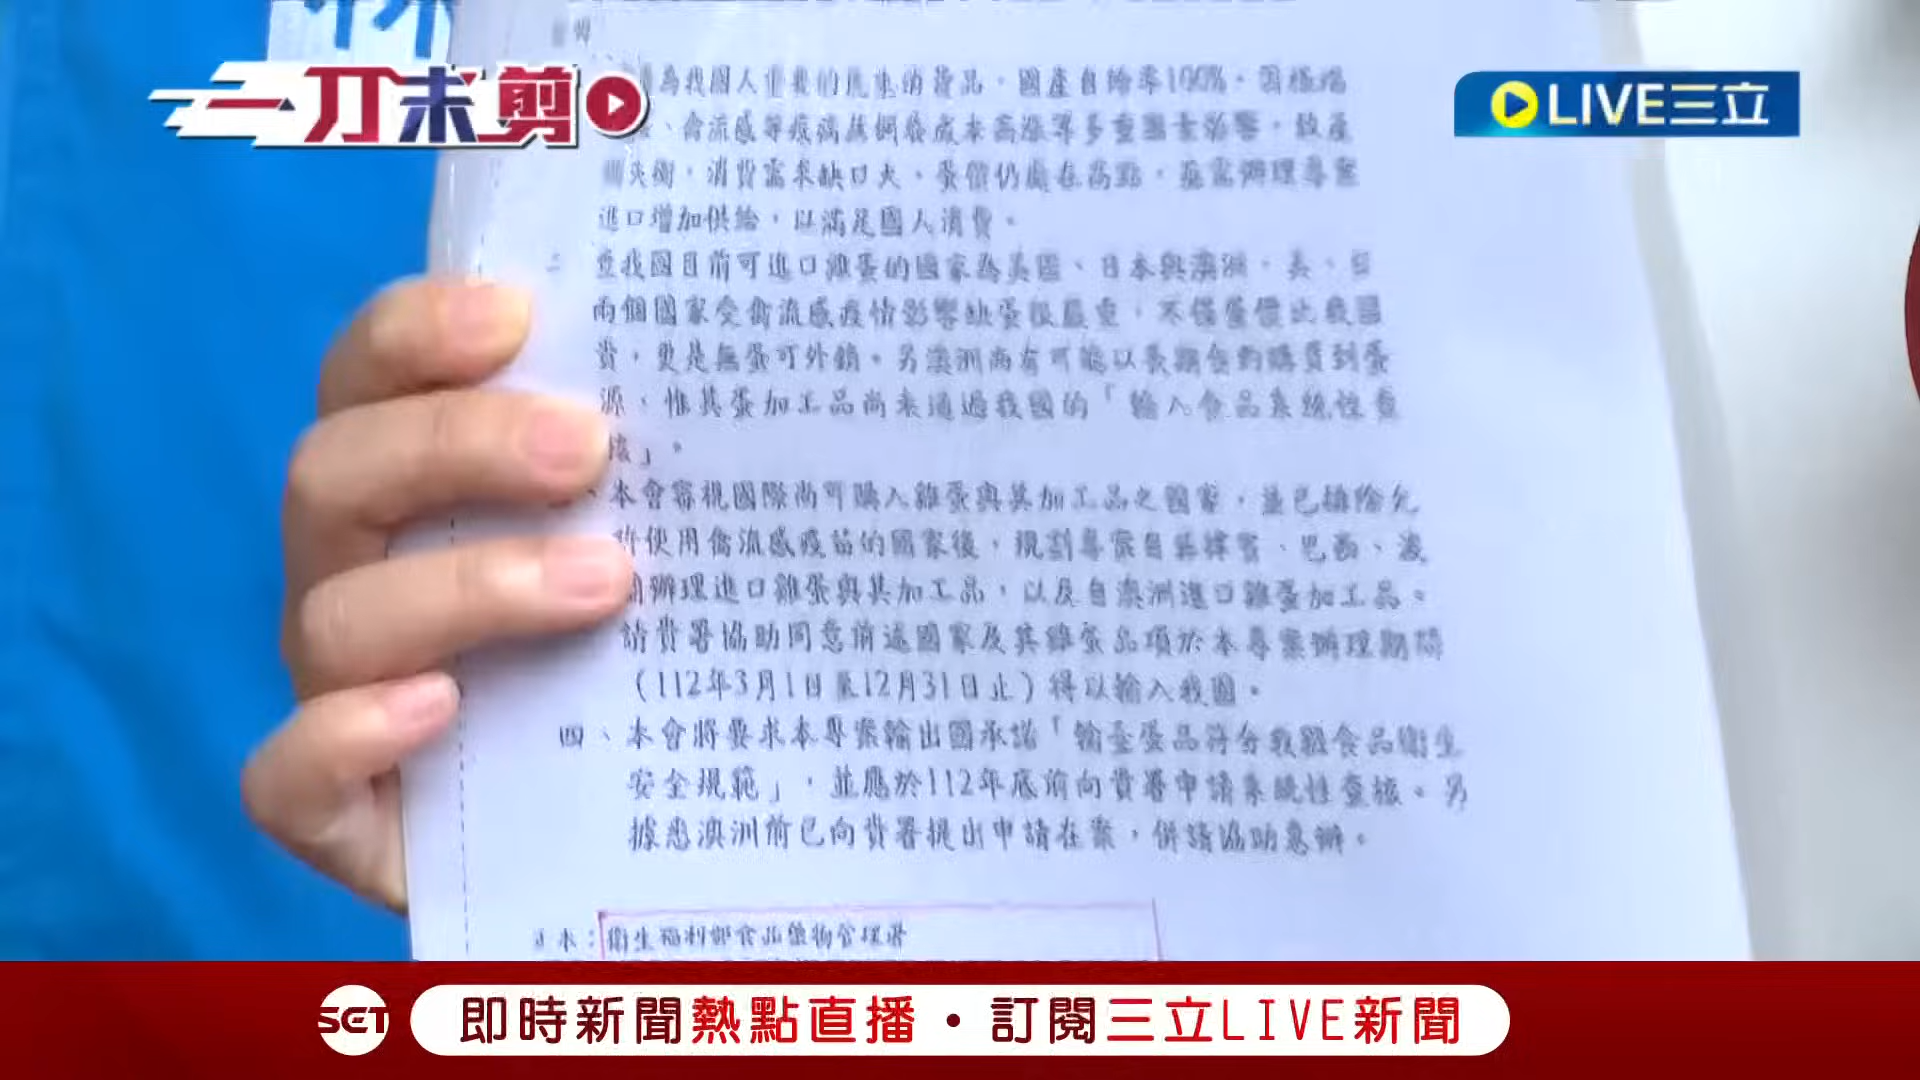 林
一刀未剪
LIVE三立
說明
為我國人重要的民生消費品，國產自給率100%。因極端
、禽流感等疫病與飼養成本高漲等多重因素影響，致產
銷失衡，消費需求缺口大、蛋價仍處在高點，亟需辦理專案
進口增加供給，以滿足國人消費。
二 查我國目前可進口雞蛋的國家為美國、日本與澳洲。美、日
兩個國家受禽流感疫情影響缺蛋很嚴重，不僅蛋價比我國
貴，更是無蛋可外銷。另澳洲尚有可能以長期合約購買到蛋
源，惟其蛋加工品尚未通過我國的「輸入食品系統性查
核」。
、本會審視國際尚可購入雞蛋與其加工品之國家，並已排除允
許使用禽流感疫苗的國家後，規劃專案自菲律賓、巴西、波
蘭辦理進口雞蛋與其加工品，以及自澳洲進口雞蛋加工品。
請貴署協助同意前述國家及其雞蛋品項於本專案辦理期間
（112年3月1日至12月31日止）得以輸入我國。
四、本會將要求本專案輸出國承諾「輸臺蛋品符合我國食品衛生
安全規範」，並應於112年底前向貴署申請系統性查核。另
據悉澳洲前已向貴署提出申請在案，併請協助惠辦。
正本：衛生福利部食品藥物管理署
SET 即時新聞熱點直播・訂閱三立LIVE新聞